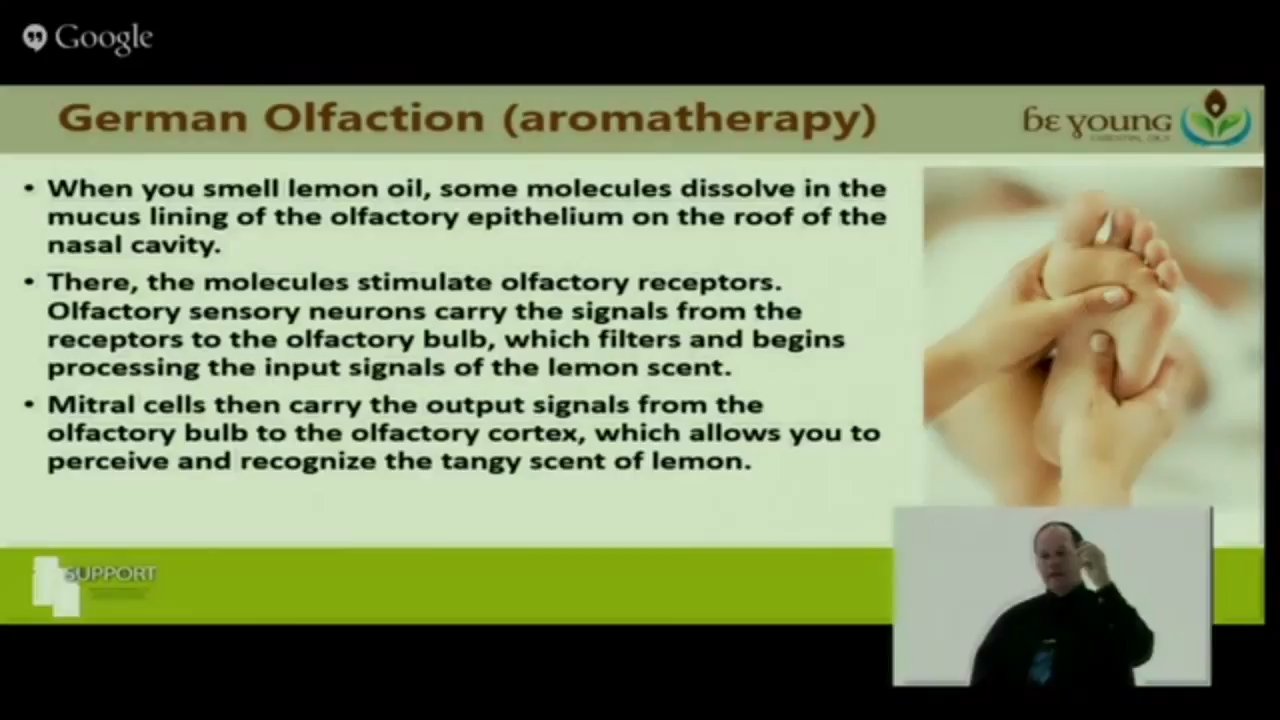 Google
German Olfaction (aromatherapy)
be young
ESSENTIAL OILS
• When you smell lemon oil, some molecules dissolve in the
mucus lining of the olfactory epithelium on the roof of the
nasal cavity.
• There, the molecules stimulate olfactory receptors.
Olfactory sensory neurons carry the signals from the
receptors to the olfactory bulb, which filters and begins
processing the input signals of the lemon scent.
• Mitral cells then carry the output signals from the
olfactory bulb to the olfactory cortex, which allows you to
perceive and recognize the tangy scent of lemon.
SUPPORT